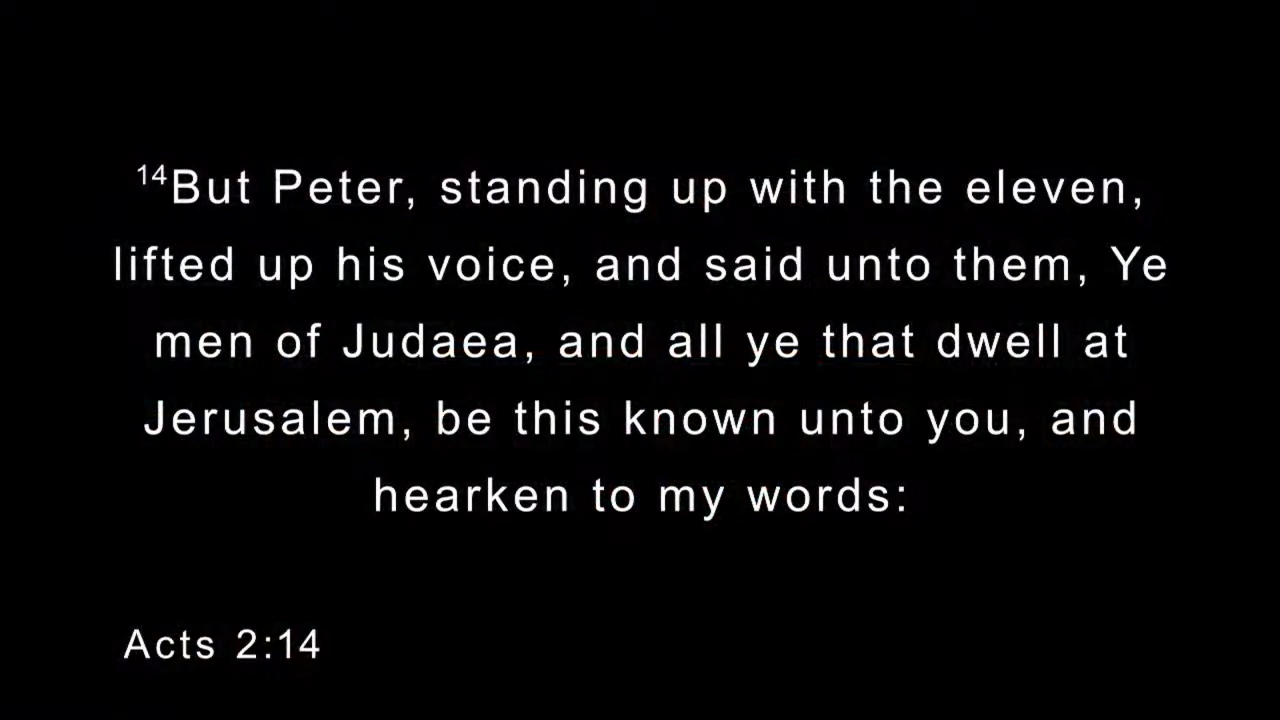 ¹⁴But Peter, standing up with the eleven,
lifted up his voice, and said unto them, Ye
men of Judaea, and all ye that dwell at
Jerusalem, be this known unto you, and
hearken to my words:
Acts 2:14